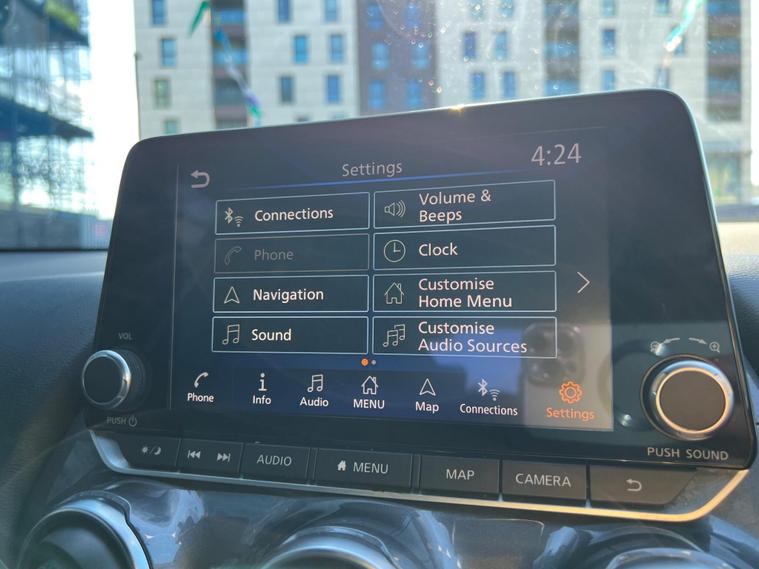 Settings
4:24
Connections
Volume &
Beeps
Phone
Clock
Navigation
Customise
Home Menu
Sound
Customise
Audio Sources
Phone
Info
Audio
MENU
Map
Connections
Settings
VOL
PUSH
PUSH SOUND
AUDIO
MENU
MAP
CAMERA